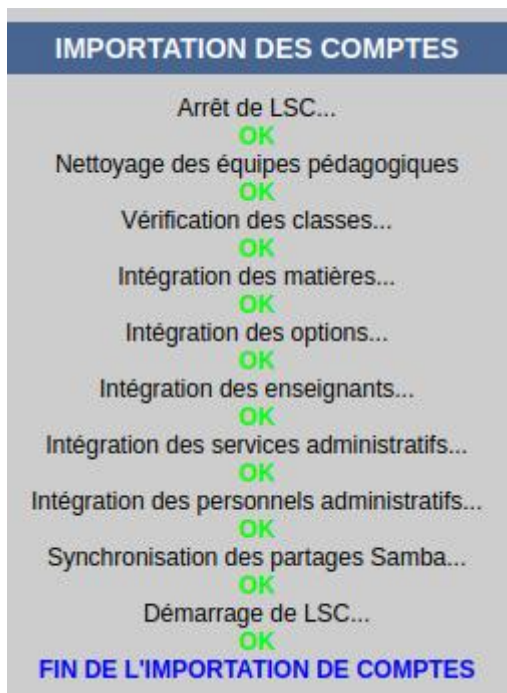 IMPORTATION DES COMPTES
Arrêt de LSC...
OK
Nettoyage des équipes pédagogiques
OK
Vérification des classes...
OK
Intégration des matières...
OK
Intégration des options...
OK
Intégration des enseignants...
OK
Intégration des services administratifs...
OK
Intégration des personnels administratifs...
OK
Synchronisation des partages Samba...
OK
Démarrage de LSC...
OK
FIN DE L'IMPORTATION DE COMPTES